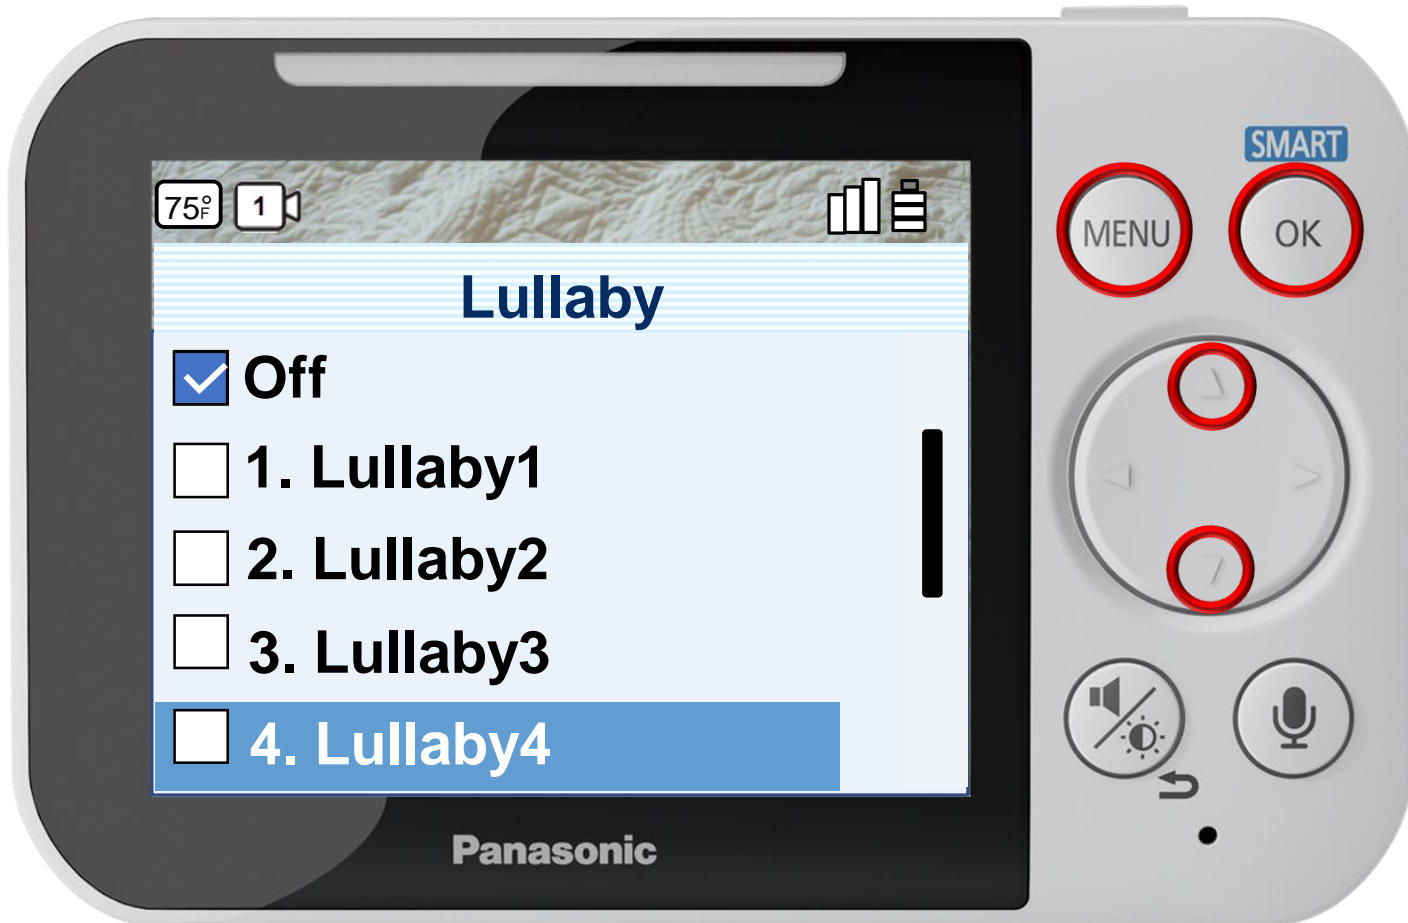 SMART
MENU
OK
75°F
1
Lullaby
Off
1. Lullaby1
2. Lullaby2
3. Lullaby3
4. Lullaby4
Panasonic